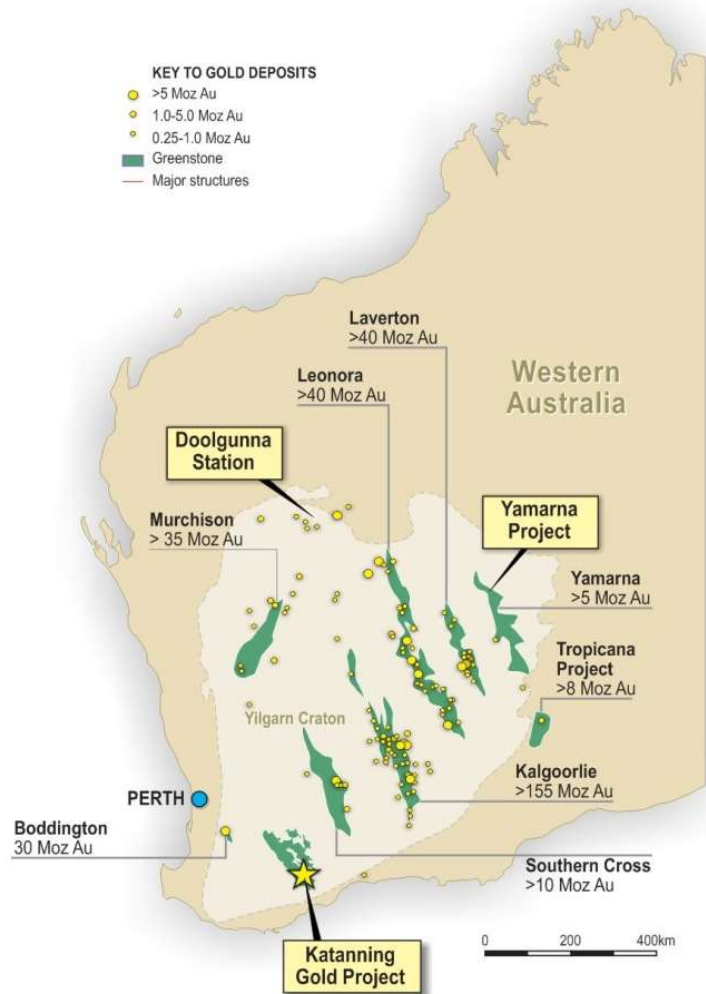 KEY TO GOLD DEPOSITS
>5 Moz Au
1.0-5.0 Moz Au
0.25-1.0 Moz Au
Greenstone
Major structures
Laverton
>40 Moz Au
Leonora
>40 Moz Au
Western
Australia
Doolgunna
Station
Murchison
> 35 Moz Au
Yamarna
Project
Yamarna
>5 Moz Au
Tropicana
Project
>8 Moz Au
Yilgarn Craton
Kalgoorlie
>155 Moz Au
PERTH
Boddington
30 Moz Au
Southern Cross
>10 Moz Au
Katanning
Gold Project
0 200 400km